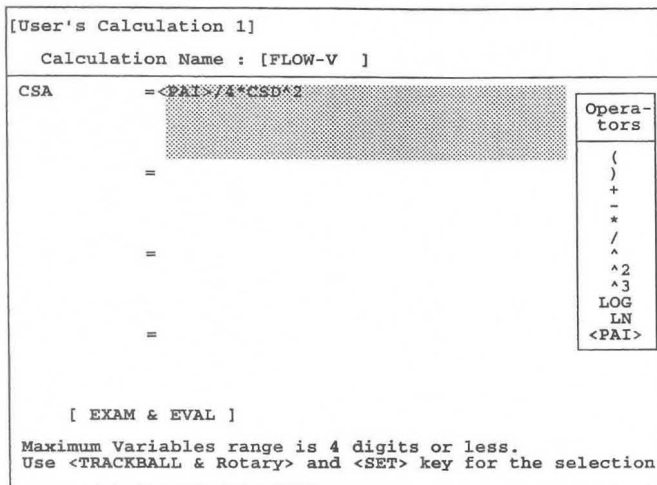 [User's Calculation 1]
Calculation Name : [FLOW-V ]
CSA =<PAI>/4*CSD^2
=
=
=
Opera-
tors
(
)
+
-
*
/
^
^2
^3
LOG
LN
<PAI>
[ EXAM & EVAL ]
Maximum Variables range is 4 digits or less.
Use <TRACKBALL & Rotary> and <SET> key for the selection